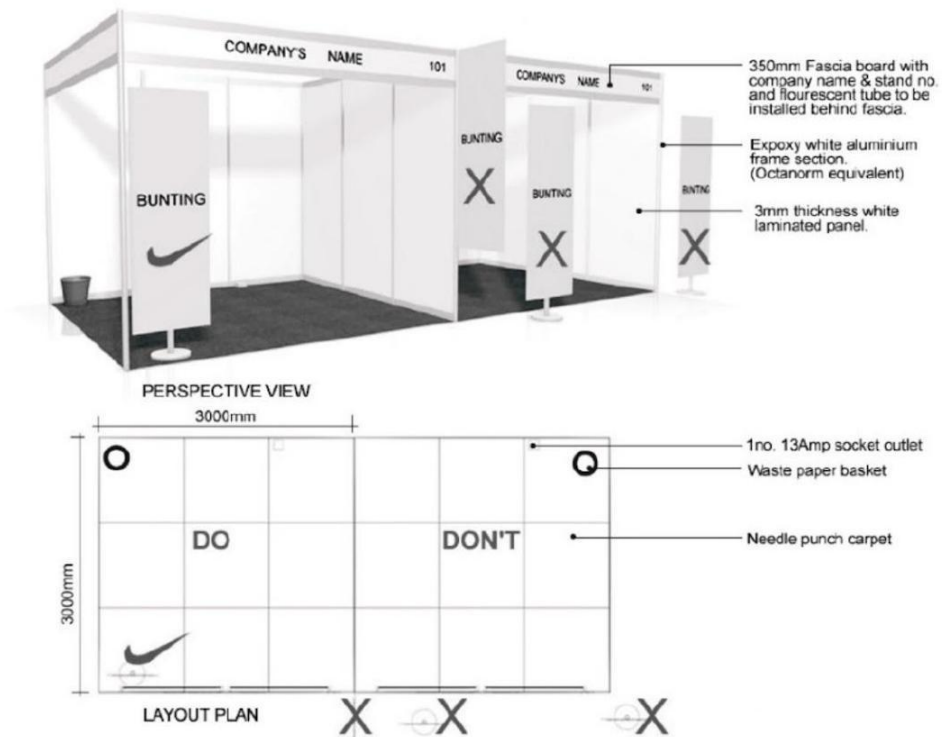 COMPANY'S NAME 101
COMPANY'S NAME 101
350mm Fascia board with
company name & stand no.
and flourescent tube to be
installed behind fascia.
Expoxy white aluminium
frame section.
(Octanorm equivalent)
3mm thickness white
laminated panel.
BUNTING
BUNTING
X
BUNTING
X
BUNTING
X
PERSPECTIVE VIEW
3000mm
3000mm
1no. 13Amp socket outlet
Waste paper basket
Needle punch carpet
DO
DON'T
LAYOUT PLAN
X
X
X